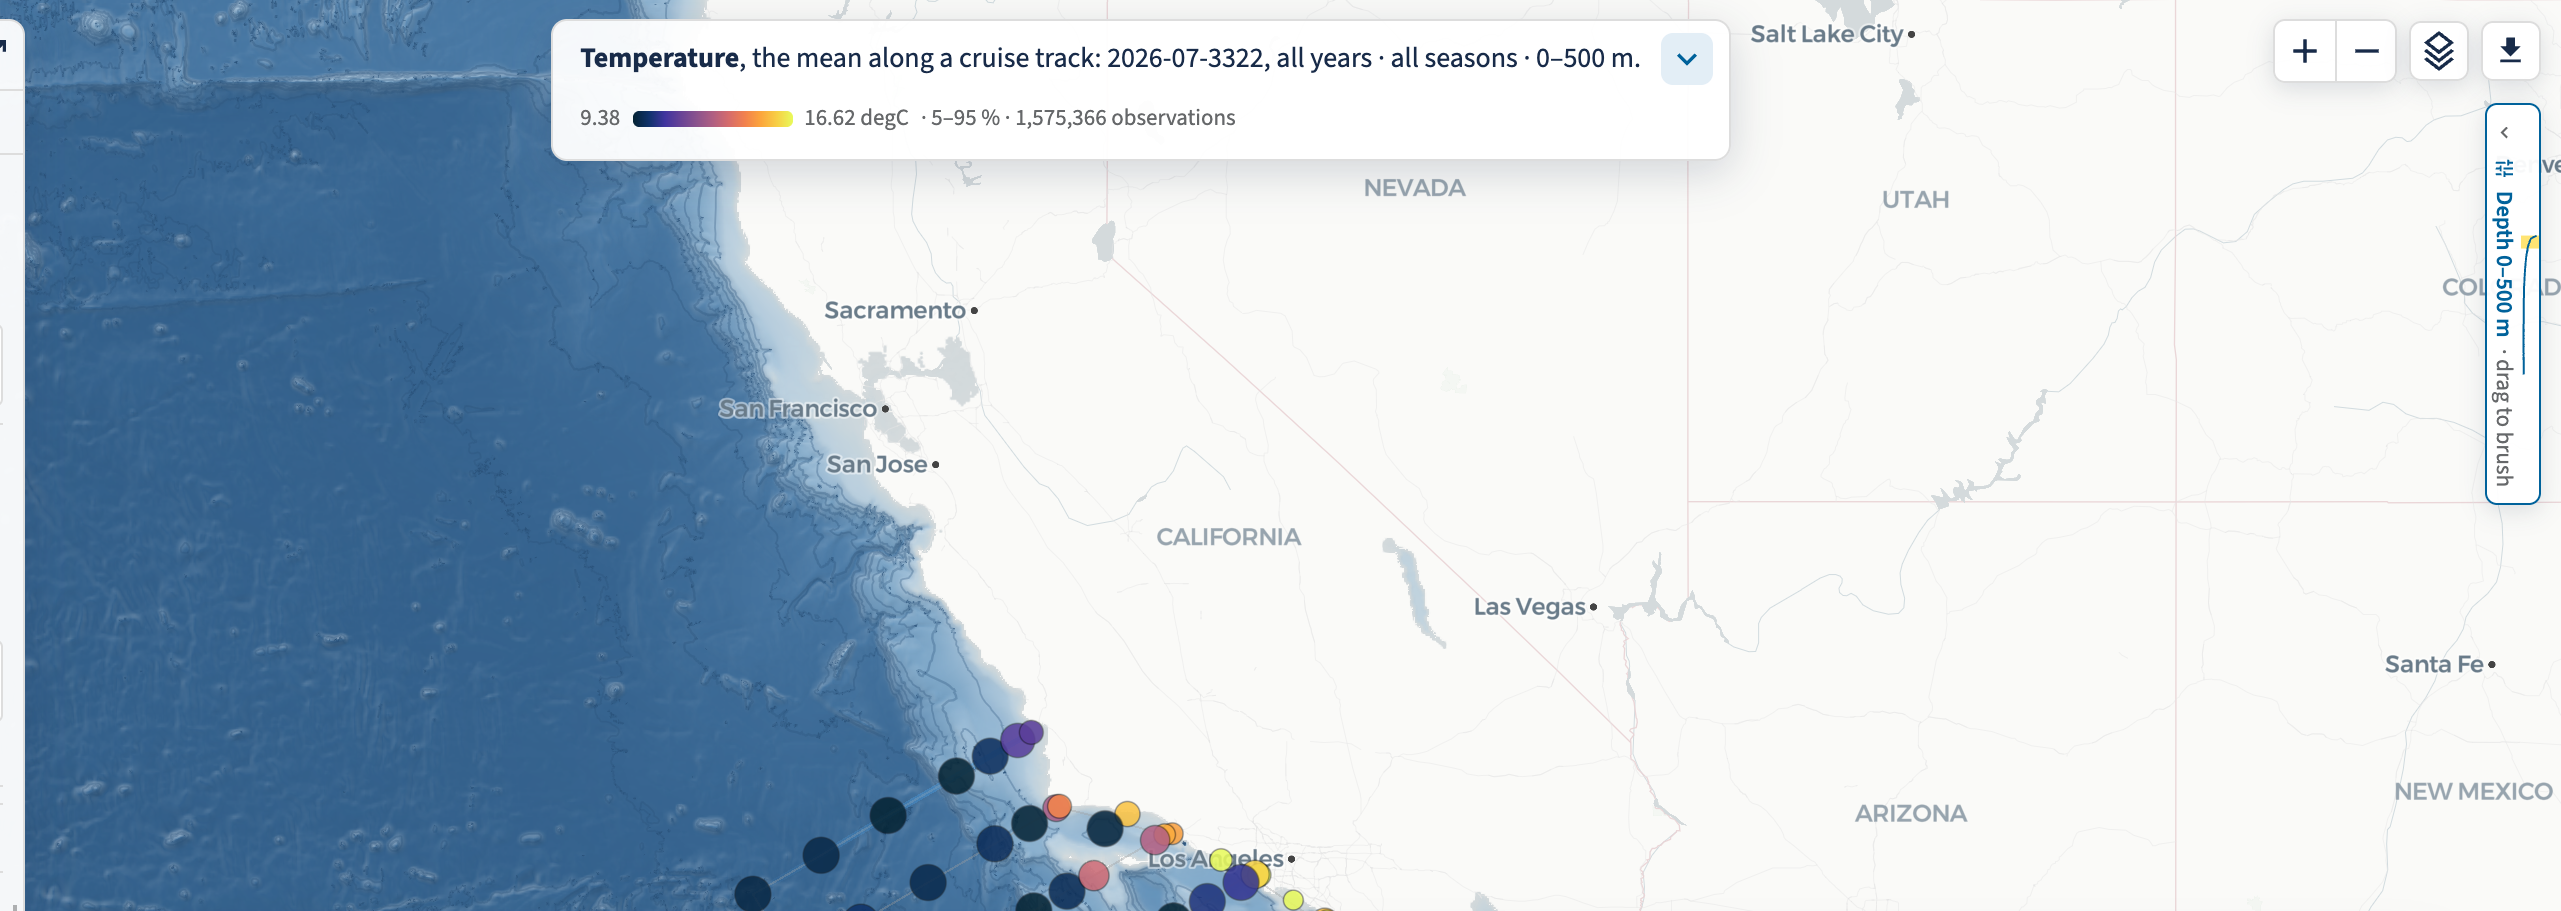 Temperature, the mean along a cruise track: 2026-07-3322, all years · all seasons · 0–500 m.
9.38 16.62 degC · 5–95 % · 1,575,366 observations
Salt Lake City
NEVADA
UTAH
Depth 0–500 m · drag to brush
Sacramento
San Francisco
San Jose
CALIFORNIA
Las Vegas
Santa Fe
NEW MEXICO
ARIZONA
Los Angeles